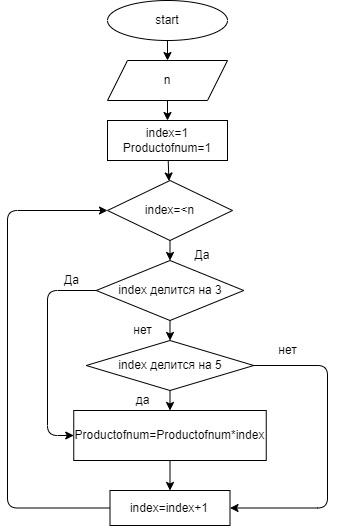 start
n
index=1
Productofnum=1
index=<n
Да
index делится на 3
Да
нет
index делится на 5
нет
да
Productofnum=Productofnum*index
index=index+1